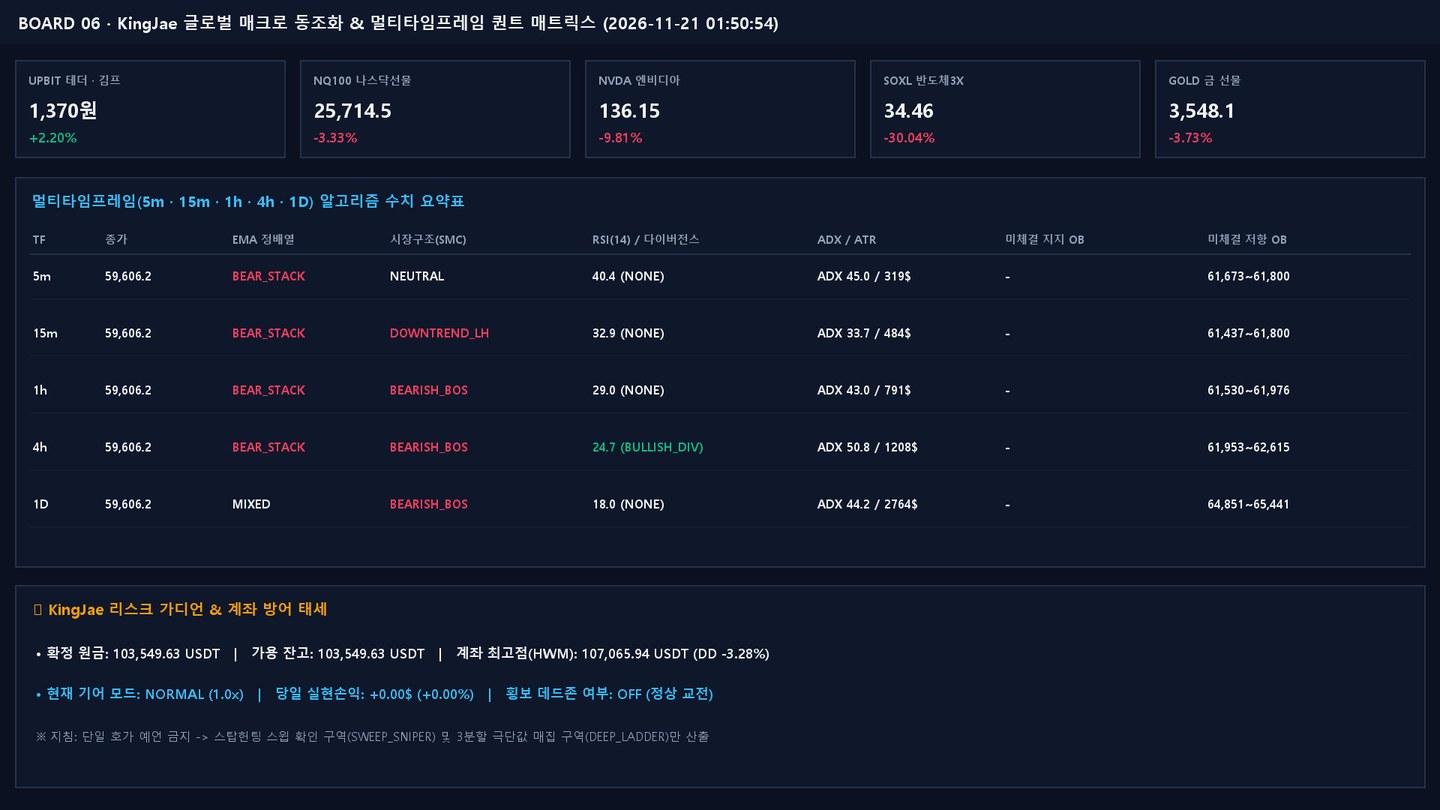 BOARD 06 · KingJae 글로벌 매크로 동조화 & 멀티타임프레임 퀀트 매트릭스 (2026-11-21 01:50:54)
UPBIT 테더 · 김프 NQ100 나스닥선물 NVDA 엔비디아 SOXL 반도체3X GOLD 금 선물
1,370원 25,714.5 136.15 34.46 3,548.1
+2.20% -3.33% -9.81% -30.04% -3.73%
멀티타임프레임(5m · 15m · 1h · 4h · 1D) 알고리즘 수치 요약표
TF 종가 EMA 정배열 시장구조(SMC) RSI(14) / 다이버전스 ADX / ATR 미체결 지지 OB 미체결 저항 OB
5m 59,606.2 BEAR_STACK NEUTRAL 40.4 (NONE) ADX 45.0 / 319$ - 61,673~61,800
15m 59,606.2 BEAR_STACK DOWNTREND_LH 32.9 (NONE) ADX 33.7 / 484$ - 61,437~61,800
1h 59,606.2 BEAR_STACK BEARISH_BOS 29.0 (NONE) ADX 43.0 / 791$ - 61,530~61,976
4h 59,606.2 BEAR_STACK BEARISH_BOS 24.7 (BULLISH_DIV) ADX 50.8 / 1208$ - 61,953~62,615
1D 59,606.2 MIXED BEARISH_BOS 18.0 (NONE) ADX 44.2 / 2764$ - 64,851~65,441
KingJae 리스크 가디언 & 계좌 방어 태세
• 확정 원금: 103,549.63 USDT | 가용 잔고: 103,549.63 USDT | 계좌 최고점(HWM): 107,065.94 USDT (DD -3.28%)
• 현재 기어 모드: NORMAL (1.0x) | 당일 실현손익: +0.00$ (+0.00%) | 횡보 데드존 여부: OFF (정상 교전)
※ 지침: 단일 호가 예언 금지 -> 스탑헌팅 스윕 확인 구역(SWEEP_SNIPER) 및 3분할 극단값 매집 구역(DEEP_LADDER)만 산출